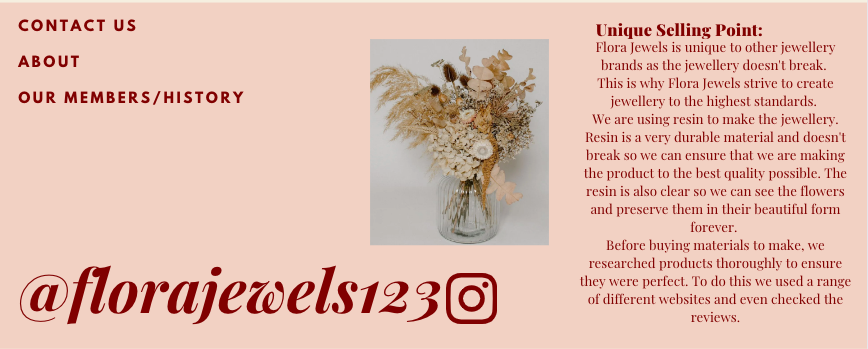 CONTACT US
ABOUT
OUR MEMBERS/HISTORY
@florajewels123
Unique Selling Point:
Flora Jewels is unique to other jewellery
brands as the jewellery doesn't break.
This is why Flora Jewels strive to create
jewellery to the highest standards.
We are using resin to make the jewellery.
Resin is a very durable material and doesn't
break so we can ensure that we are making
the product to the best quality possible. The
resin is also clear so we can see the flowers
and preserve them in their beautiful form
forever.
Before buying materials to make, we
researched products thoroughly to ensure
they were perfect. To do this we used a range
of different websites and even checked the
reviews.